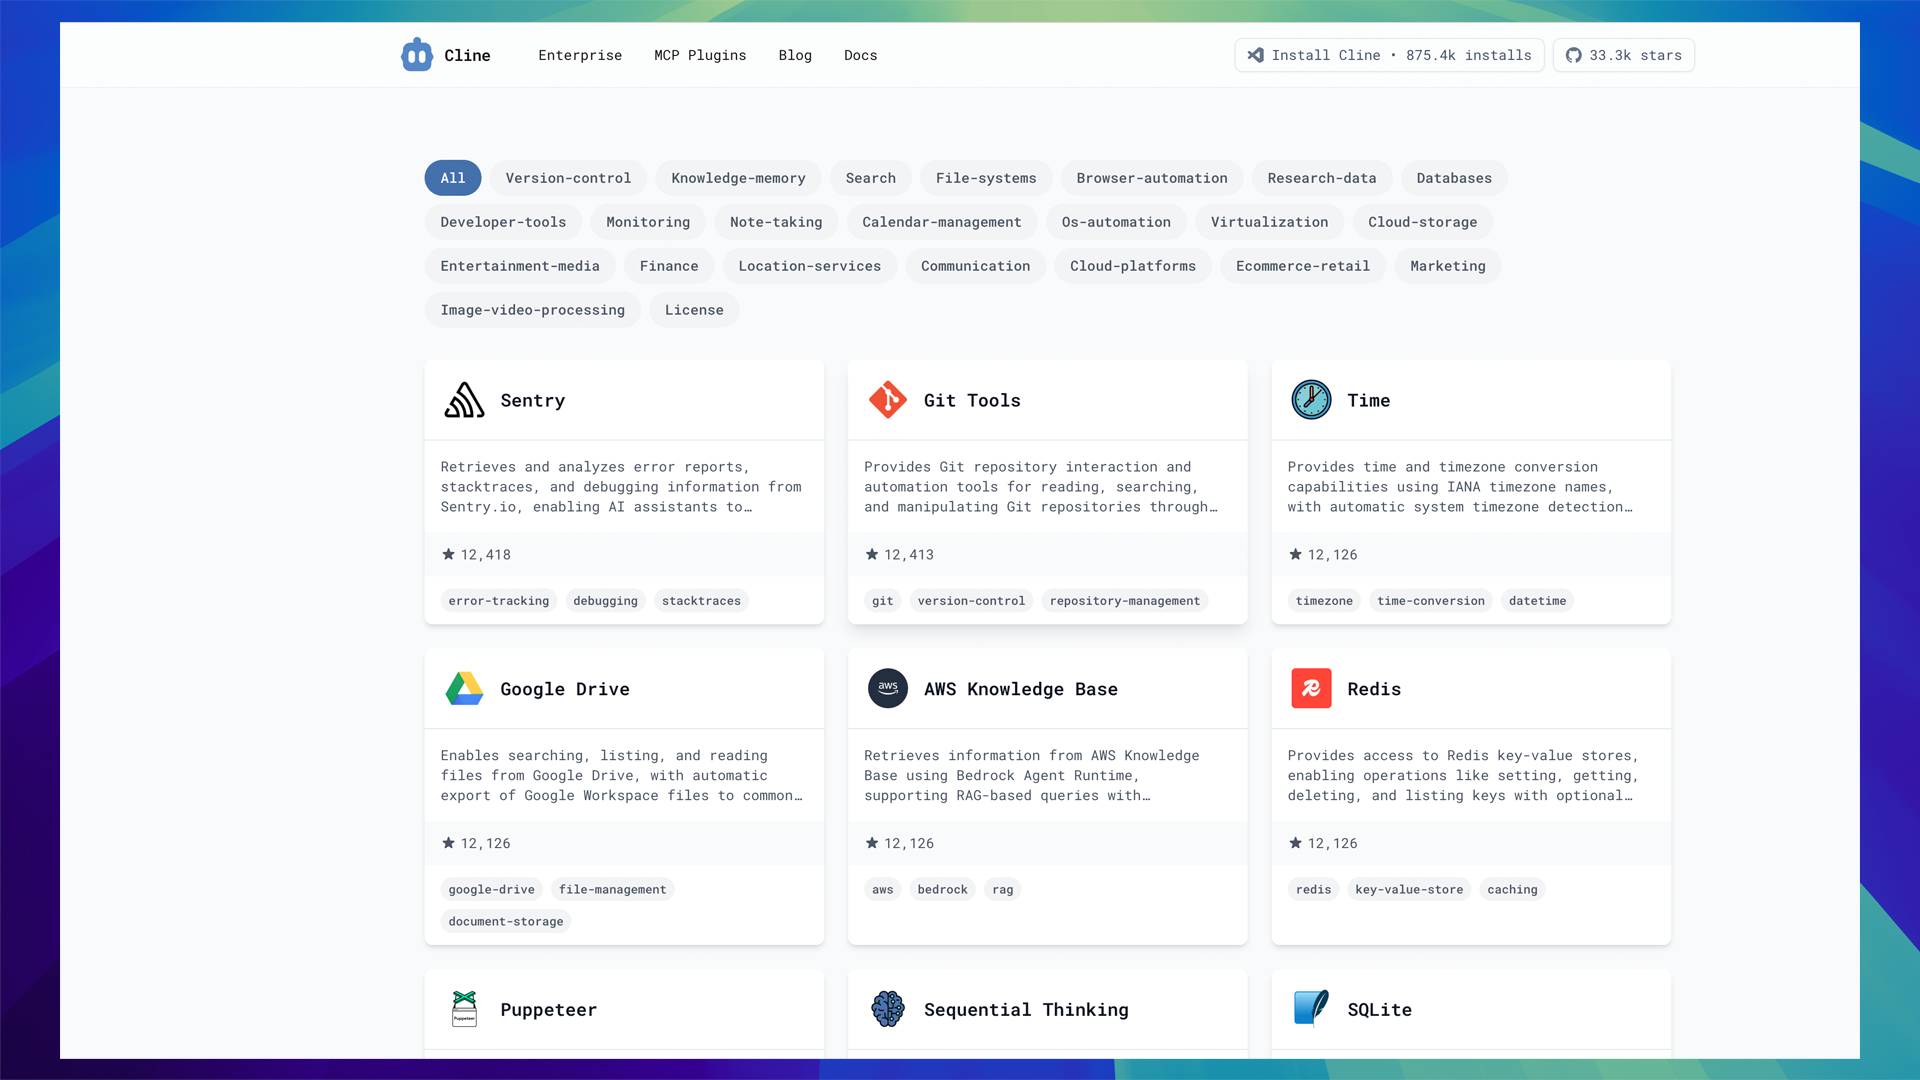 Cline
Enterprise
MCP Plugins
Blog
Docs
Install Cline • 875.4k installs
33.3k stars
All
Version-control
Knowledge-memory
Search
File-systems
Browser-automation
Research-data
Databases
Developer-tools
Monitoring
Note-taking
Calendar-management
Os-automation
Virtualization
Cloud-storage
Entertainment-media
Finance
Location-services
Communication
Cloud-platforms
Ecommerce-retail
Marketing
Image-video-processing
License
Sentry
Retrieves and analyzes error reports,
stacktraces, and debugging information from
Sentry.io, enabling AI assistants to…
12,418
error-tracking
debugging
stacktraces
Git Tools
Provides Git repository interaction and
automation tools for reading, searching,
and manipulating Git repositories through…
12,413
git
version-control
repository-management
Time
Provides time and timezone conversion
capabilities using IANA timezone names,
with automatic system timezone detection…
12,126
timezone
time-conversion
datetime
Google Drive
Enables searching, listing, and reading
files from Google Drive, with automatic
export of Google Workspace files to common…
12,126
google-drive
file-management
document-storage
aws
AWS Knowledge Base
Retrieves information from AWS Knowledge
Base using Bedrock Agent Runtime,
supporting RAG-based queries with…
12,126
aws
bedrock
rag
Redis
Provides access to Redis key-value stores,
enabling operations like setting, getting,
deleting, and listing keys with optional…
12,126
redis
key-value-store
caching
Puppeteer
Puppeteer
Sequential Thinking
SQLite